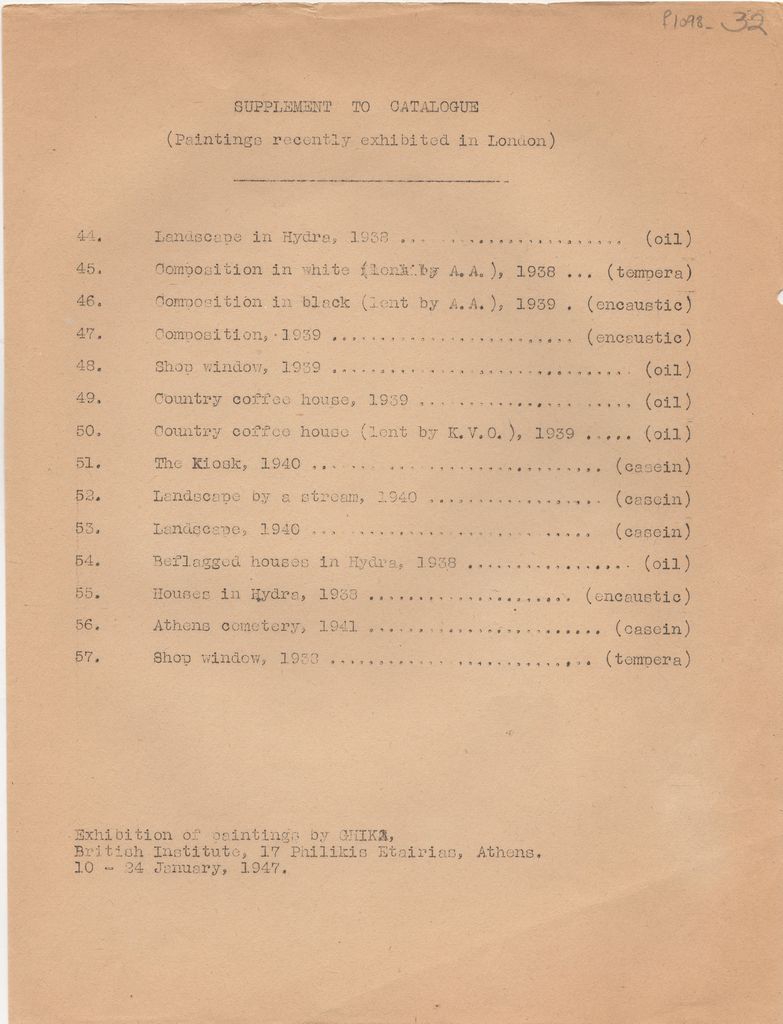 P1098- 32
SUPPLEMENT TO CATALOGUE
(Paintings recently exhibited in London)
44. Landscape in Hydra, 1938 ........................ (oil)
45. Composition in white (lent by A.A.), 1938 ... (tempera)
46. Composition in black (lent by A.A.), 1939 . (encaustic)
47. Composition, 1939 .......................... (encaustic)
48. Shop window, 1939 ................................ (oil)
49. Country coffee house, 1939 ....................... (oil)
50. Country coffee house (lent by K.V.O.), 1939 ..... (oil)
51. The Kiosk, 1940 ............................... (casein)
52. Landscape by a stream, 1940 ................... (casein)
53. Landscape, 1940 ............................... (casein)
54. Beflagged houses in Hydra, 1938 ................. (oil)
55. Houses in Hydra, 1938 ...................... (encaustic)
56. Athens cemetery, 1941 ......................... (casein)
57. Shop window, 1938 ............................ (tempera)
Exhibition of paintings by GHIKA,
British Institute, 17 Philikis Etairias, Athens.
10 - 24 January, 1947.